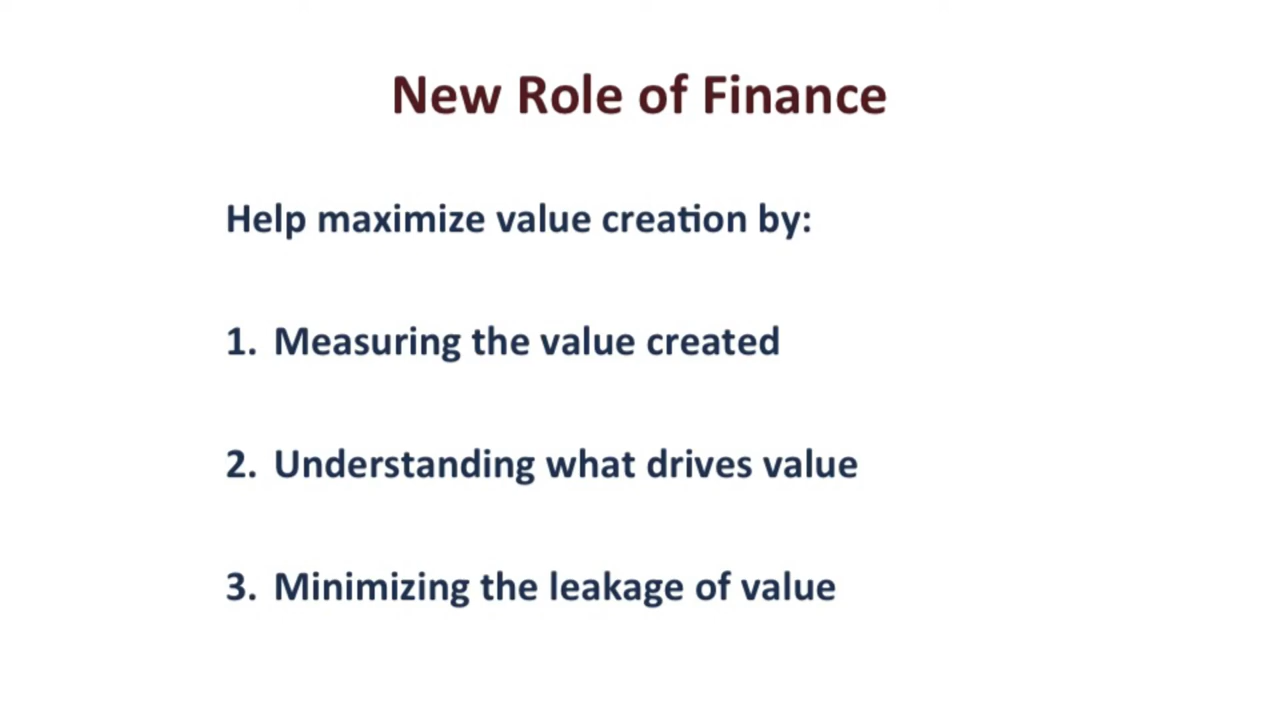 New Role of Finance
Help maximize value creation by:
1. Measuring the value created
2. Understanding what drives value
3. Minimizing the leakage of value